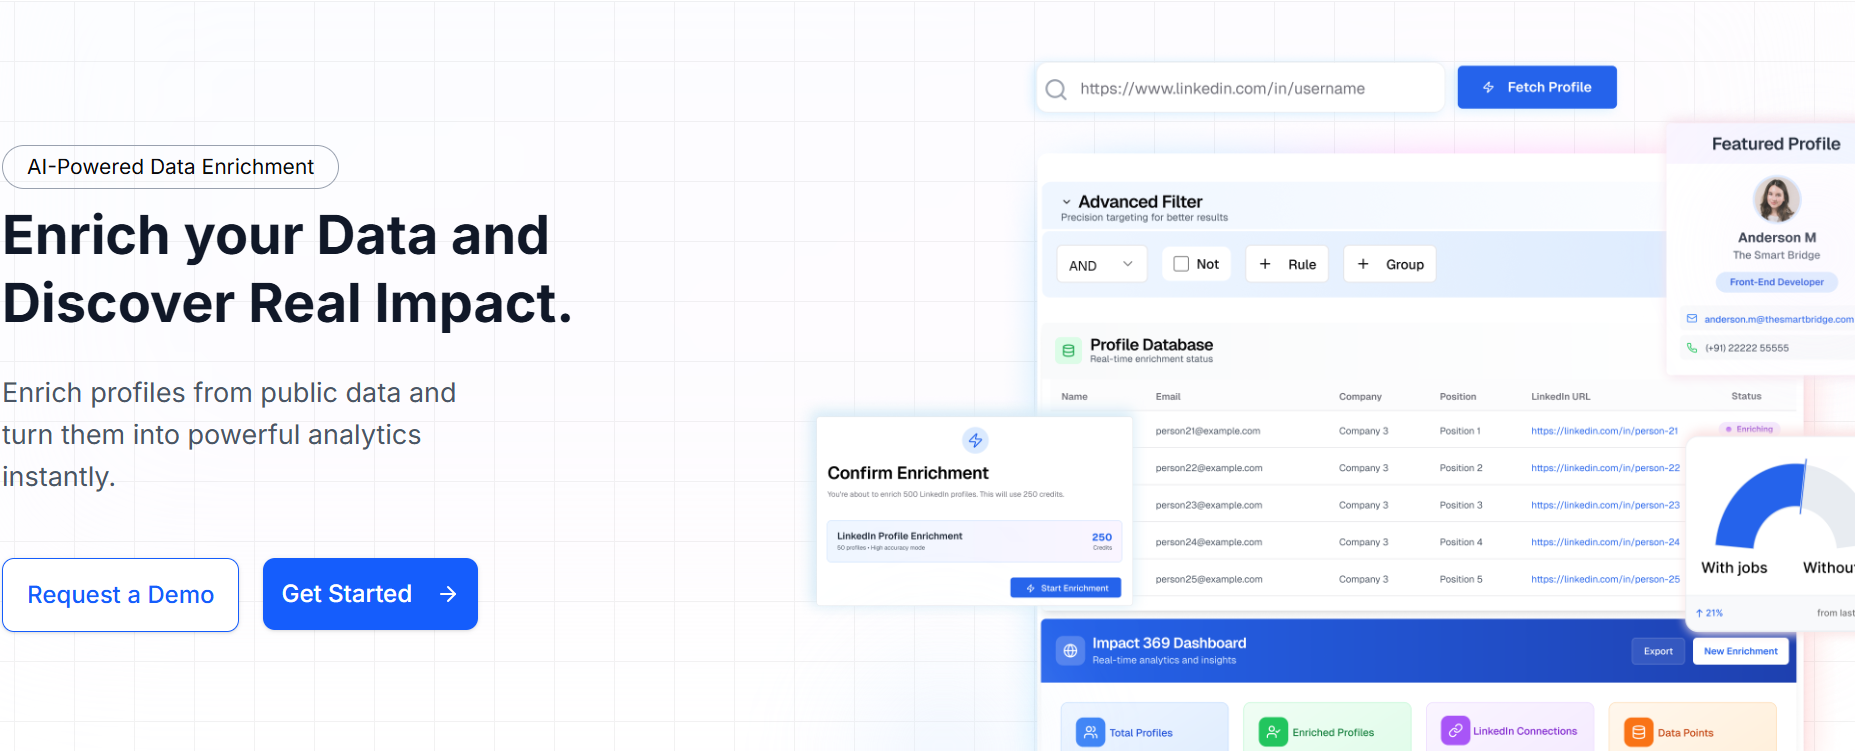 AI-Powered Data Enrichment
Enrich your Data and
Discover Real Impact.
Enrich profiles from public data and
turn them into powerful analytics
instantly.
Request a Demo
Get Started
https://www.linkedin.com/in/username
Fetch Profile
Advanced Filter
Precision targeting for better results
AND Not + Rule + Group
Featured Profile
Anderson M
The Smart Bridge
Front-End Developer
anderson.m@thesmartbridge.com
(+91) 22222 55555
Profile Database
Real-time enrichment status
Name Email Company Position LinkedIn URL Status
person21@example.com Company 3 Position 1 https://linkedin.com/in/person-21 Enriching
person22@example.com Company 3 Position 2 https://linkedin.com/in/person-22
person23@example.com Company 3 Position 3 https://linkedin.com/in/person-23
person24@example.com Company 3 Position 4 https://linkedin.com/in/person-24
person25@example.com Company 3 Position 5 https://linkedin.com/in/person-25
Confirm Enrichment
You're about to enrich 500 LinkedIn profiles. This will use 250 credits.
LinkedIn Profile Enrichment
50 profiles • High accuracy mode
250
Credits
Start Enrichment
With jobs Withou
↑ 21% from last
Impact 369 Dashboard
Real-time analytics and insights
Export
New Enrichment
Total Profiles
Enriched Profiles
LinkedIn Connections
Data Points